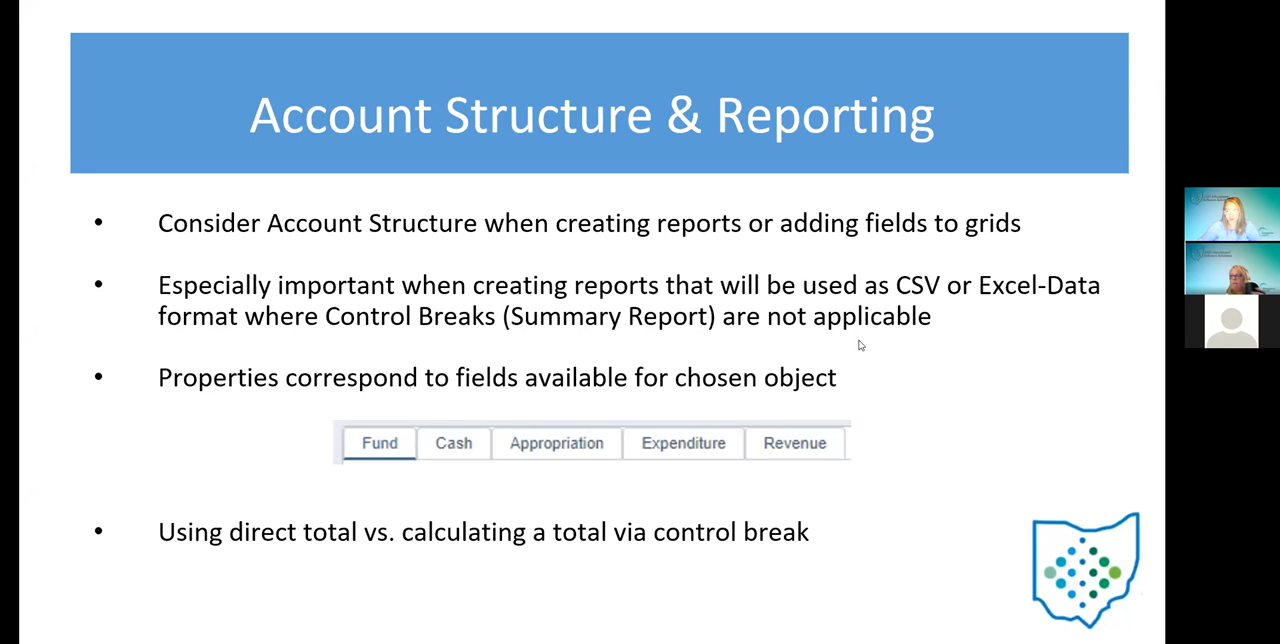 Account Structure & Reporting
• Consider Account Structure when creating reports or adding fields to grids
• Especially important when creating reports that will be used as CSV or Excel-Data
format where Control Breaks (Summary Report) are not applicable
• Properties correspond to fields available for chosen object
Fund Cash Appropriation Expenditure Revenue
• Using direct total vs. calculating a total via control break